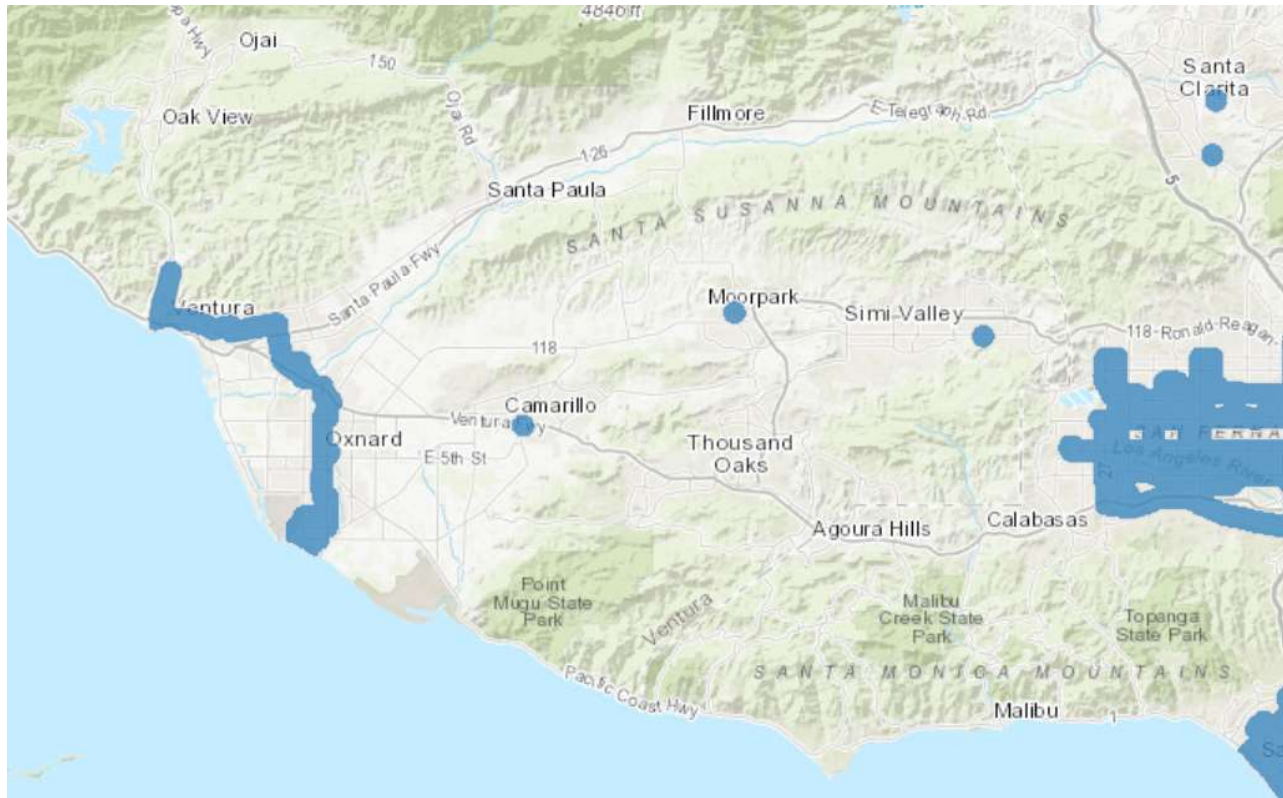 4846 ft
Ojai
Hwy
150
Santa
Clarita
Oak View
Ojai Rd
Fillmore
E-Telegraph-Rd.
126
5
Santa Paula
SANTA SUSANNA MOUNTAINS
Santa Paula Fwy
Ventura
Moorpark
Simi Valley
118-Ronald-Reagan-
118
Camarillo
Ventura Fwy
Oxnard
E 5th St
Thousand
Oaks
SAN FERNA
Los Angeles River
Agoura Hills
Calabasas
Point
Mugu State
Park
Ventura
Malibu
Creek State
Park
Topanga
State Park
SANTA MONICA MOUNTAINS
Pacific Coast Hwy
Malibu
1